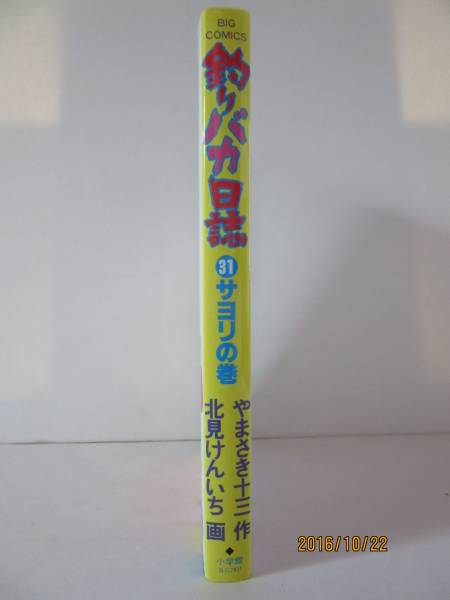 BIG
COMICS
釣りバカ日誌
31 サヨリの巻
やまさき十三 作
北見けんいち 画
◆
小学館
2016/10/22